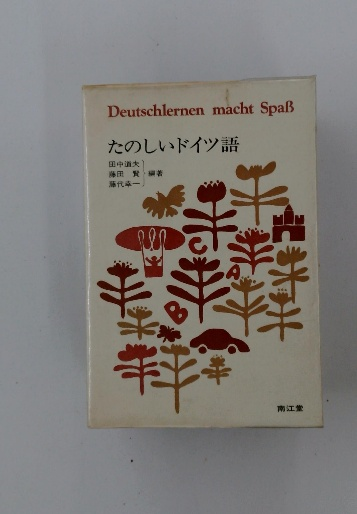 Deutschlernen macht Spaß
たのしいドイツ語
田中道夫
藤田 賢 編著
藤代幸一
C
A
B
南江堂